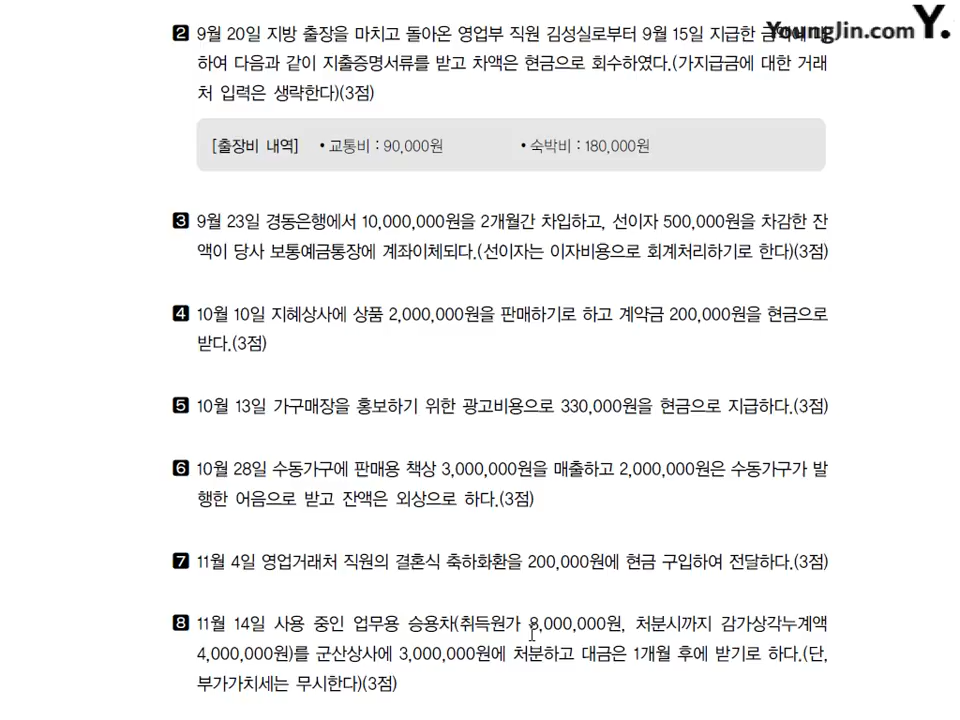 YoungJin.com Y.
2 9월 20일 지방 출장을 마치고 돌아온 영업부 직원 김성실로부터 9월 15일 지급한
하여 다음과 같이 지출증명서류를 받고 차액은 현금으로 회수하였다.(가지급금에 대한 거래
처 입력은 생략한다)(3점)
[출장비 내역] • 교통비 : 90,000원 • 숙박비 : 180,000원
3 9월 23일 경동은행에서 10,000,000원을 2개월간 차입하고, 선이자 500,000원을 차감한 잔
액이 당사 보통예금통장에 계좌이체되다.(선이자는 이자비용으로 회계처리하기로 한다)(3점)
4 10월 10일 지혜상사에 상품 2,000,000원을 판매하기로 하고 계약금 200,000원을 현금으로
받다.(3점)
5 10월 13일 가구매장을 홍보하기 위한 광고비용으로 330,000원을 현금으로 지급하다.(3점)
6 10월 28일 수동가구에 판매용 책상 3,000,000원을 매출하고 2,000,000원은 수동가구가 발
행한 어음으로 받고 잔액은 외상으로 하다.(3점)
7 11월 4일 영업거래처 직원의 결혼식 축하화환을 200,000원에 현금 구입하여 전달하다.(3점)
8 11월 14일 사용 중인 업무용 승용차(취득원가 8,000,000원, 처분시까지 감가상각누계액
4,000,000원)를 군산상사에 3,000,000원에 처분하고 대금은 1개월 후에 받기로 하다.(단,
부가가치세는 무시한다)(3점)